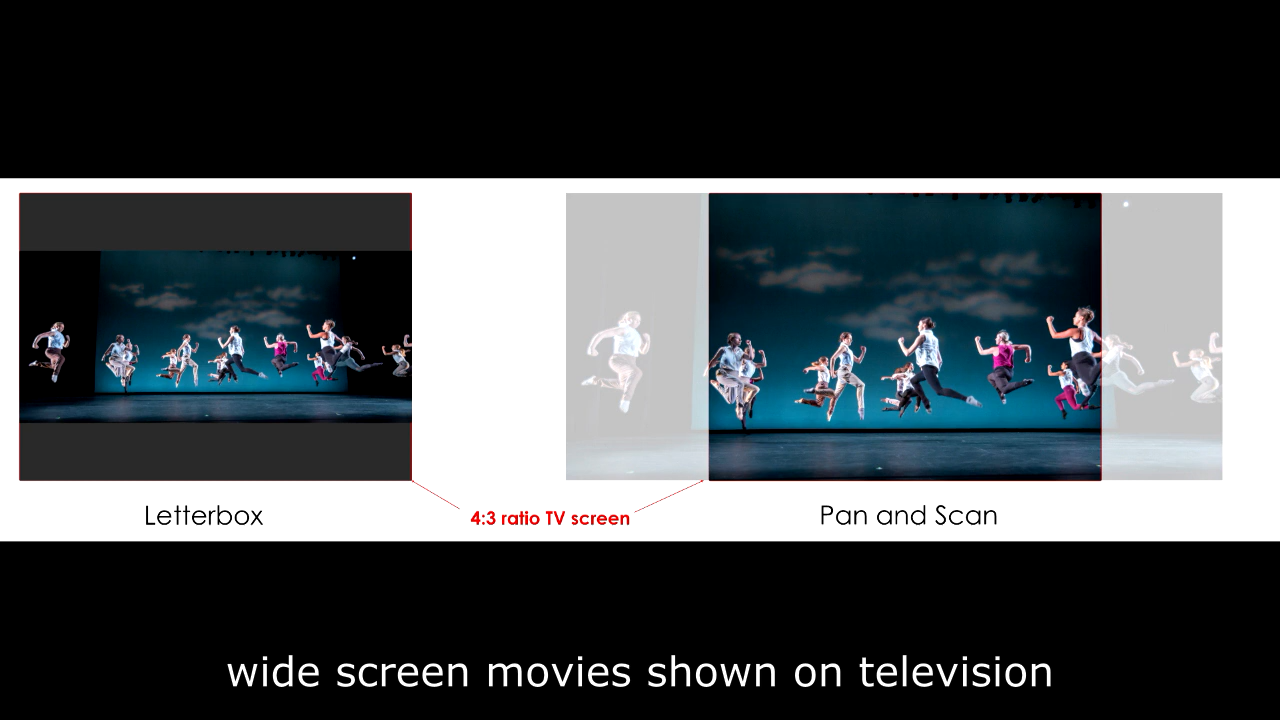 Letterbox
4:3 ratio TV screen
Pan and Scan
wide screen movies shown on television